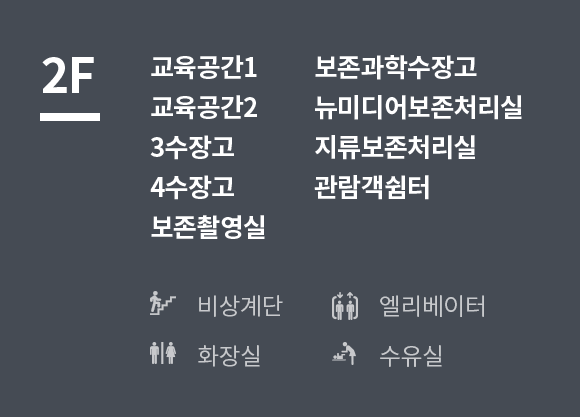 2F
교육공간1
교육공간2
3수장고
4수장고
보존촬영실
보존과학수장고
뉴미디어보존처리실
지류보존처리실
관람객쉼터
비상계단
엘리베이터
화장실
수유실